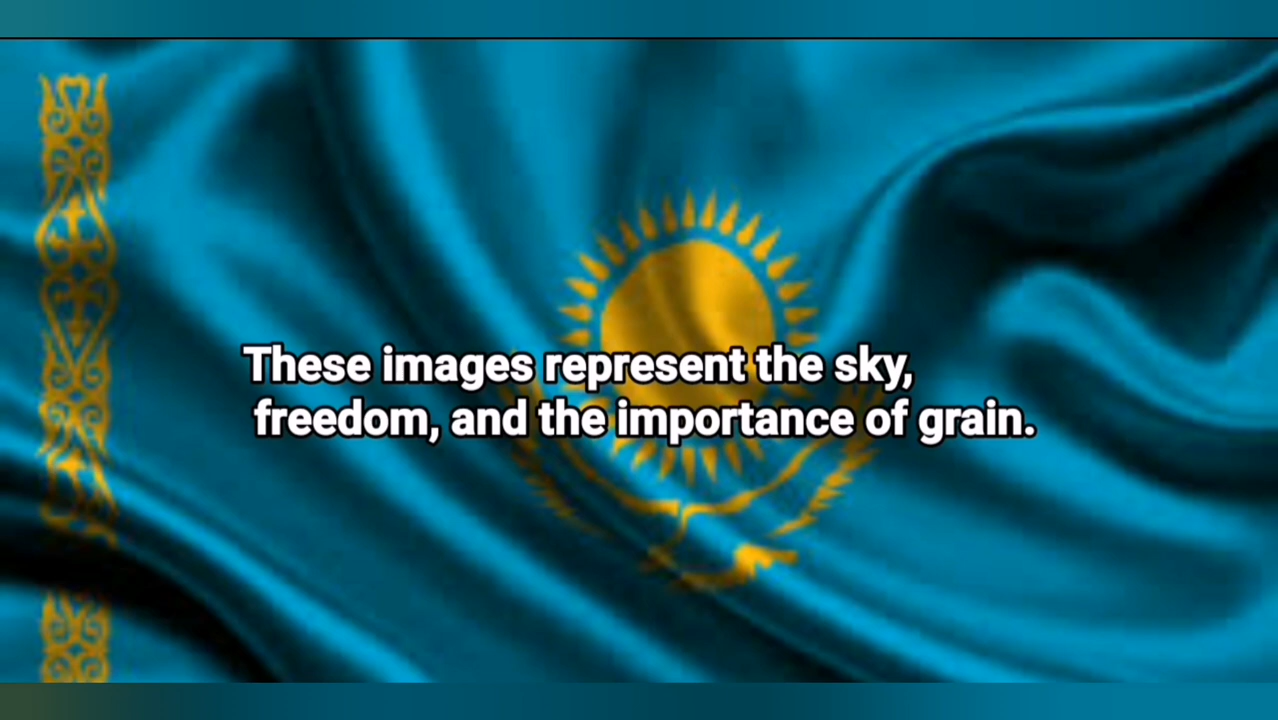 These images represent the sky,
freedom, and the importance of grain.